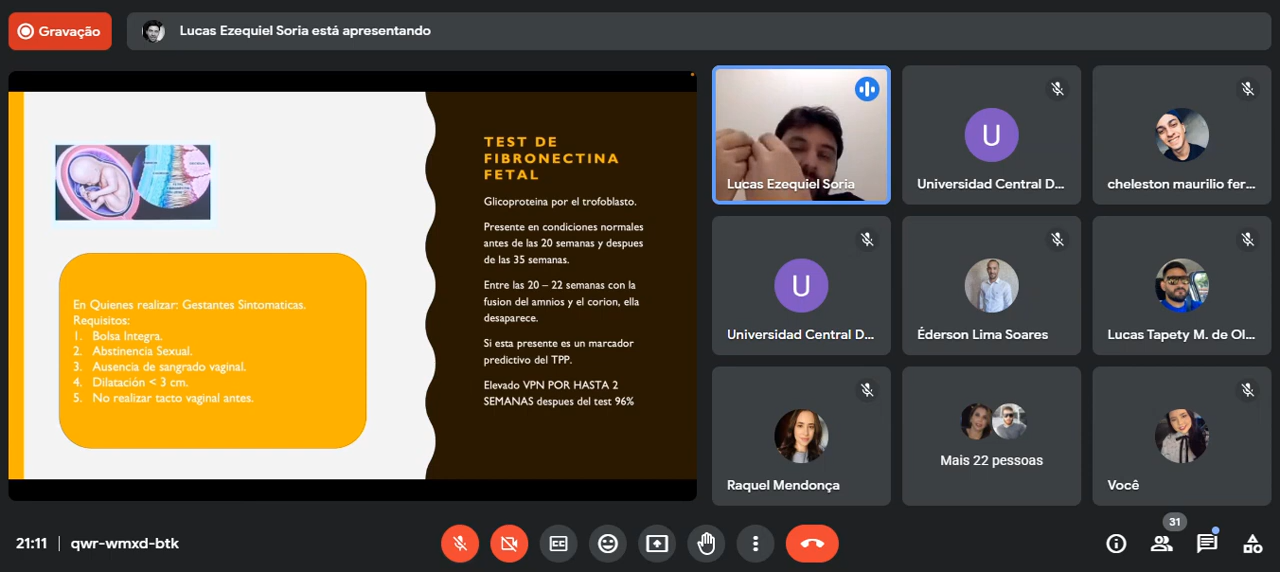 Gravação
Lucas Ezequiel Soria está apresentando
TEST DE
FIBRONECTINA
FETAL
Glicoproteina por el trofoblasto.
Presente en condiciones normales
antes de las 20 semanas y despues
de las 35 semanas.
Entre las 20 – 22 semanas con la
fusion del amnios y el corion, ella
desaparece.
Si esta presente es un marcador
predictivo del TPP.
Elevado VPN POR HASTA 2
SEMANAS despues del test 96%
En Quienes realizar: Gestantes Sintomaticas.
Requisitos:
1. Bolsa Integra.
2. Abstinencia Sexual.
3. Ausencia de sangrado vaginal.
4. Dilatación < 3 cm.
5. No realizar tacto vaginal antes.
Lucas Ezequiel Soria
U
Universidad Central D...
cheleston maurilio fer...
U
Universidad Central D...
Éderson Lima Soares
Lucas Tapety M. de Ol...
Raquel Mendonça
Mais 22 pessoas
Você
21:11
qwr-wmxd-btk
31